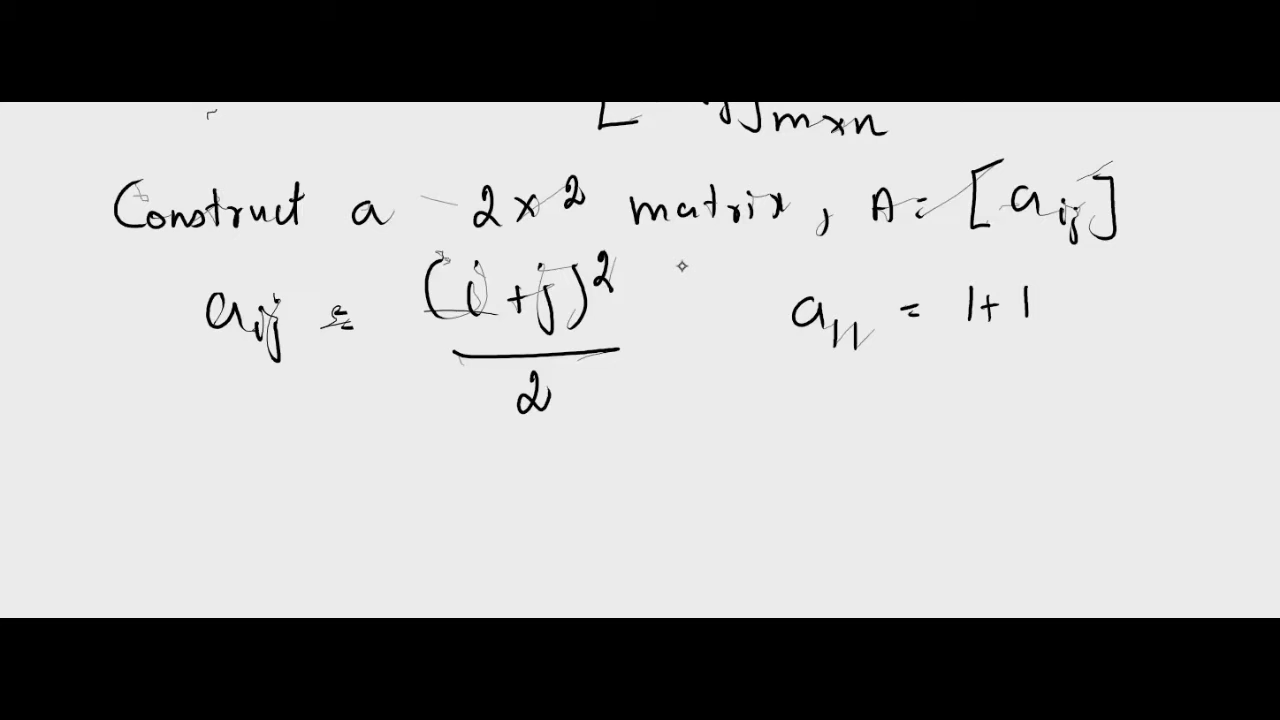 ]m×n
Construct a 2×2 matrix, A = [aij]
aij = (i+j)²/2 a11 = 1+1